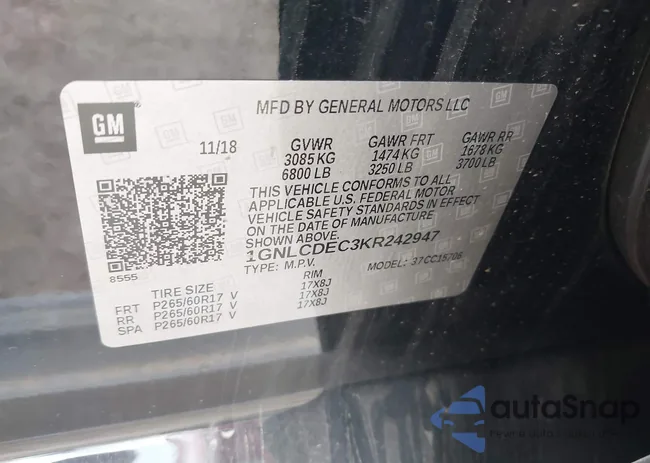 GM
MFD BY GENERAL MOTORS LLC
11/18 GVWR GAWR FRT GAWR RR
3085 KG 1474 KG 1678 KG
6800 LB 3250 LB 3700 LB
THIS VEHICLE CONFORMS TO ALL
APPLICABLE U.S. FEDERAL MOTOR
VEHICLE SAFETY STANDARDS IN EFFECT
ON THE DATE OF MANUFACTURE
SHOWN ABOVE.
1GNLCDEC3KR242947
TYPE: M.P.V. MODEL: 37CC15706
8555
TIRE SIZE RIM
FRT P265/60R17 V 17X8J
RR P265/60R17 V 17X8J
SPA P265/60R17 V 17X8J
autoSnap